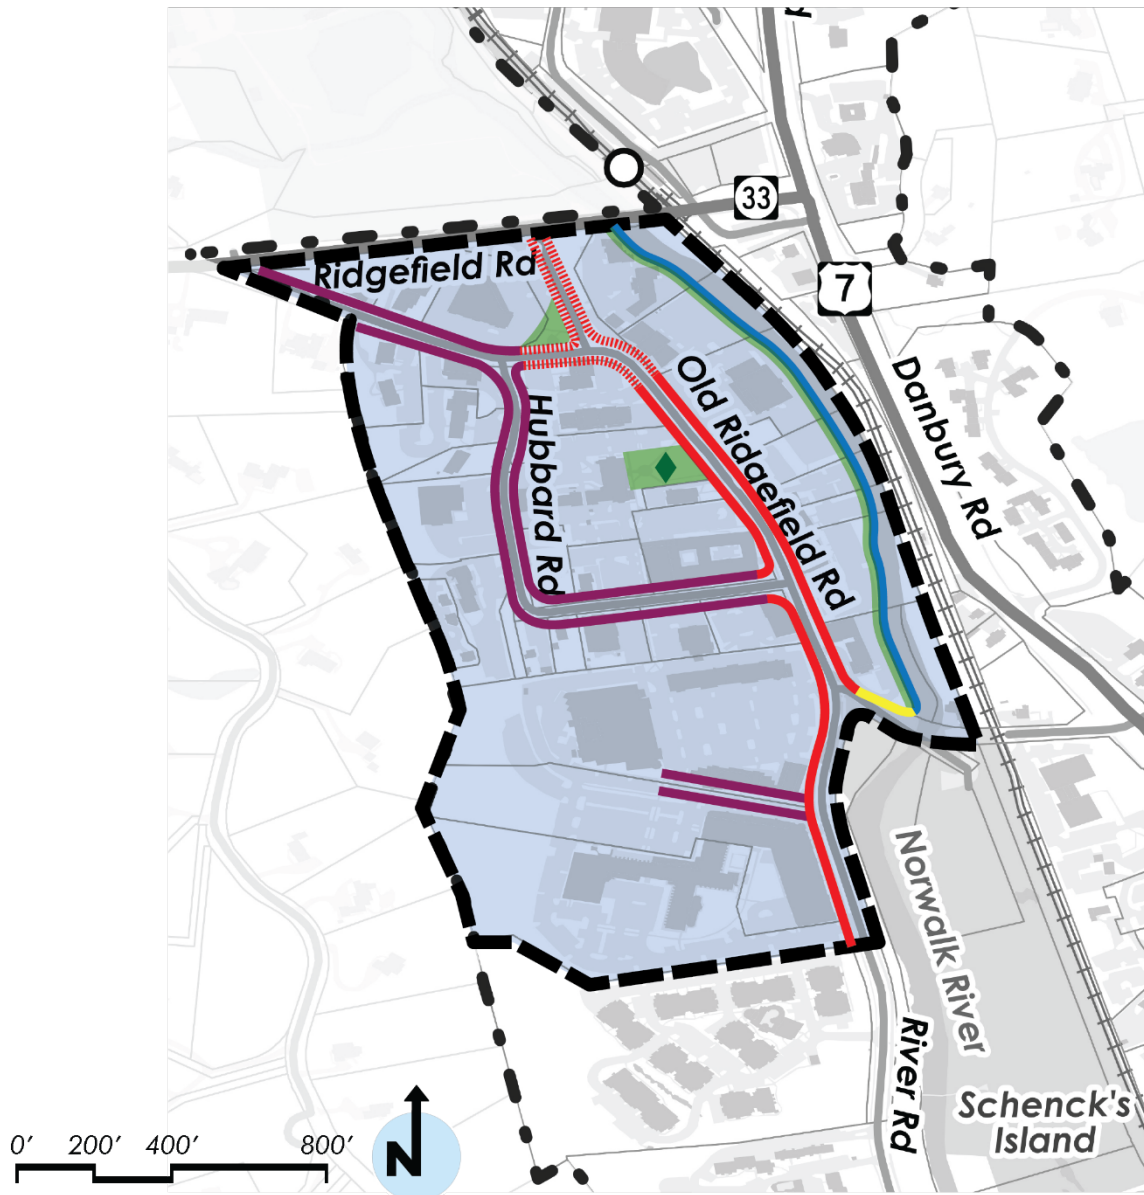 33
Ridgefield Rd
7
Old Ridgefield Rd
Danbury Rd
Hubbard Rd
Norwalk River
River Rd
Schenck's
Island
0' 200' 400' 800'
N